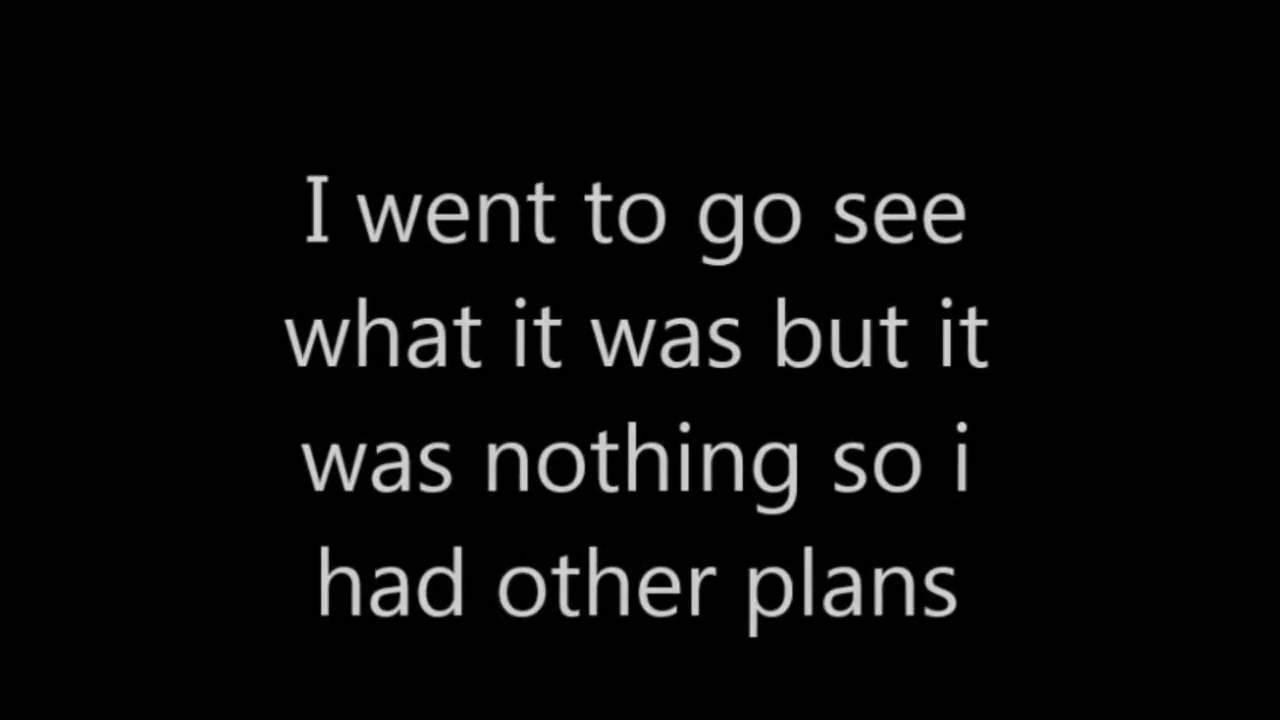 I went to go see
what it was but it
was nothing so i
had other plans